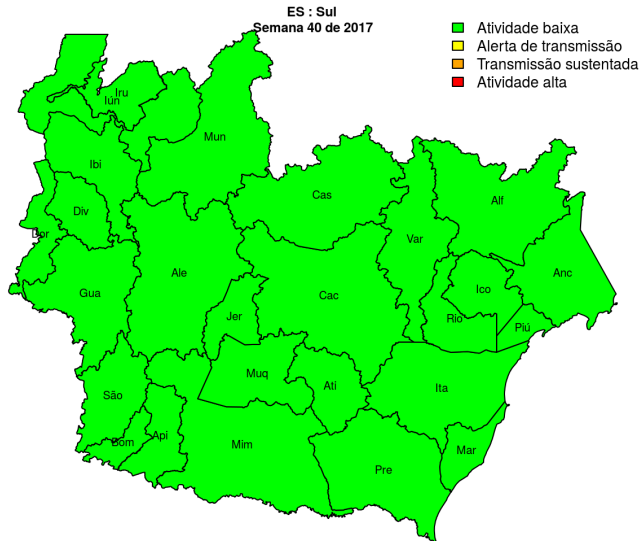 ES : Sul
Semana 40 de 2017
Atividade baixa
Alerta de transmissão
Transmissão sustentada
Atividade alta
Iru
Iún
Mun
Ibi
Cas
Alf
Div
Dor
Var
Ale
Anc
Gua
Cac
Ico
Jer
Rio
Piú
Muq
Ati
Ita
São
Api
Bom
Mim
Mar
Pre